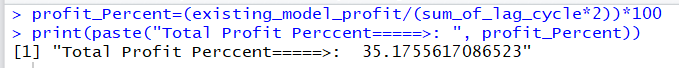 > profit_Percent=(existing_model_profit/(sum_of_lag_cycle*2))*100
> print(paste("Total Profit Perccent=====>: ", profit_Percent))
[1] "Total Profit Perccent=====>:  35.1755617086523"